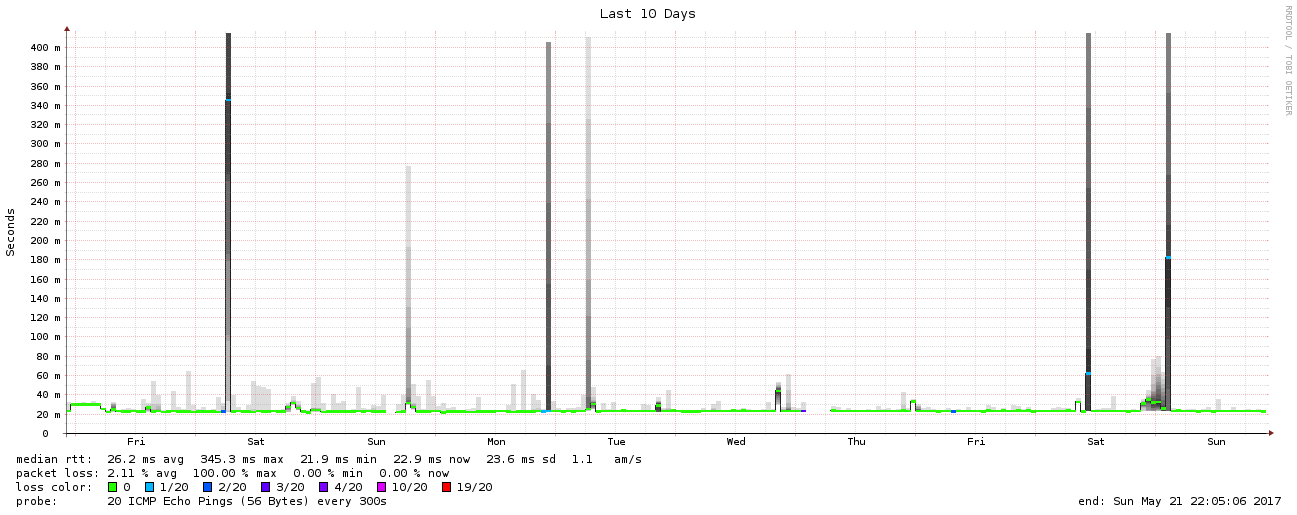 Last 10 Days
RRDTOOL / TOBI OETIKER
Seconds
400 m
380 m
360 m
340 m
320 m
300 m
280 m
260 m
240 m
220 m
200 m
180 m
160 m
140 m
120 m
100 m
80 m
60 m
40 m
20 m
0
Fri Sat Sun Mon Tue Wed Thu Fri Sat Sun
median rtt: 26.2 ms avg 345.3 ms max 21.9 ms min 22.9 ms now 23.6 ms sd 1.1 am/s
packet loss: 2.11 % avg 100.00 % max 0.00 % min 0.00 % now
loss color: 0 1/20 2/20 3/20 4/20 10/20 19/20
probe: 20 ICMP Echo Pings (56 Bytes) every 300s end: Sun May 21 22:05:06 2017